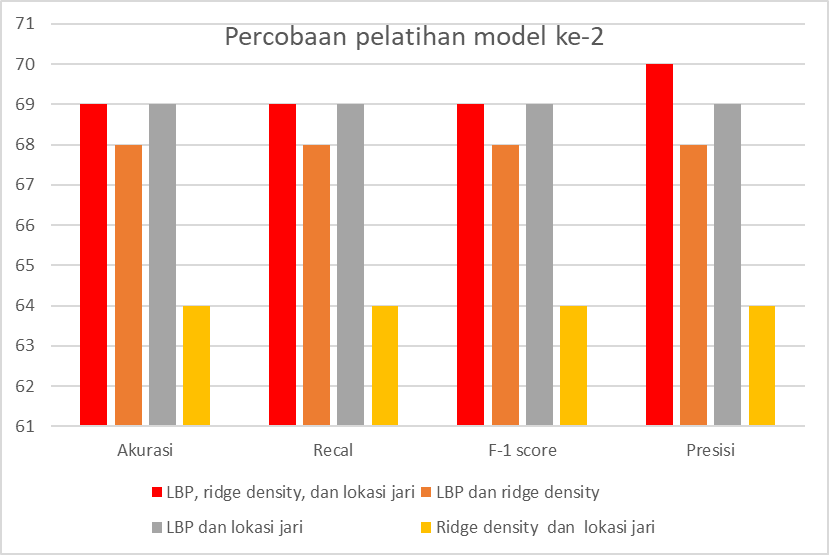 Percobaan pelatihan model ke-2
71
70
69
68
67
66
65
64
63
62
61
Akurasi Recal F-1 score Presisi
LBP, ridge density, dan lokasi jari LBP dan ridge density
LBP dan lokasi jari Ridge density dan lokasi jari